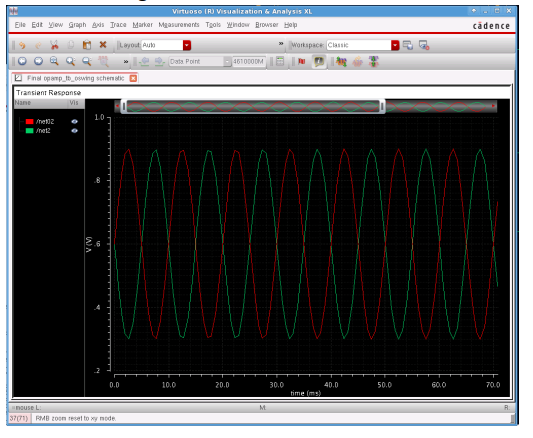 Virtuoso (R) Visualization & Analysis XL
File Edit View Graph Axis Trace Marker Measurements Tools Window Browser Help cādence
Layout Auto » Workspace: Classic
» Data Point 4610000M
Final opamp_tb_oswing schematic
Transient Response
Name Vis
/net02
/net2
1.0
.8
.6
.4
.2
V (V)
0.0 10.0 20.0 30.0 40.0 50.0 60.0 70.0
time (ms)
mouse L: M: R:
37(71) RMB zoom reset to xy mode.